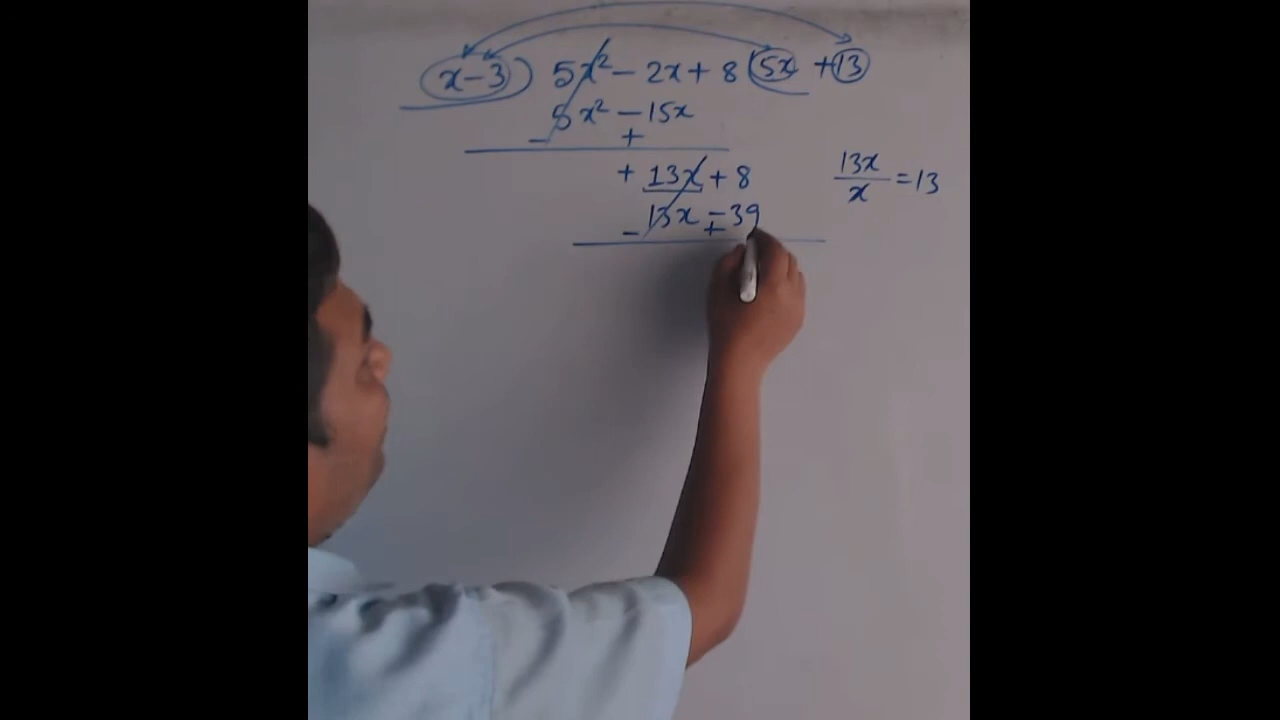 x-3) 5x² - 2x + 8 (5x + 13
5x² - 15x
- +
+ 13x + 8
13x - 39
- +
13x/x = 13